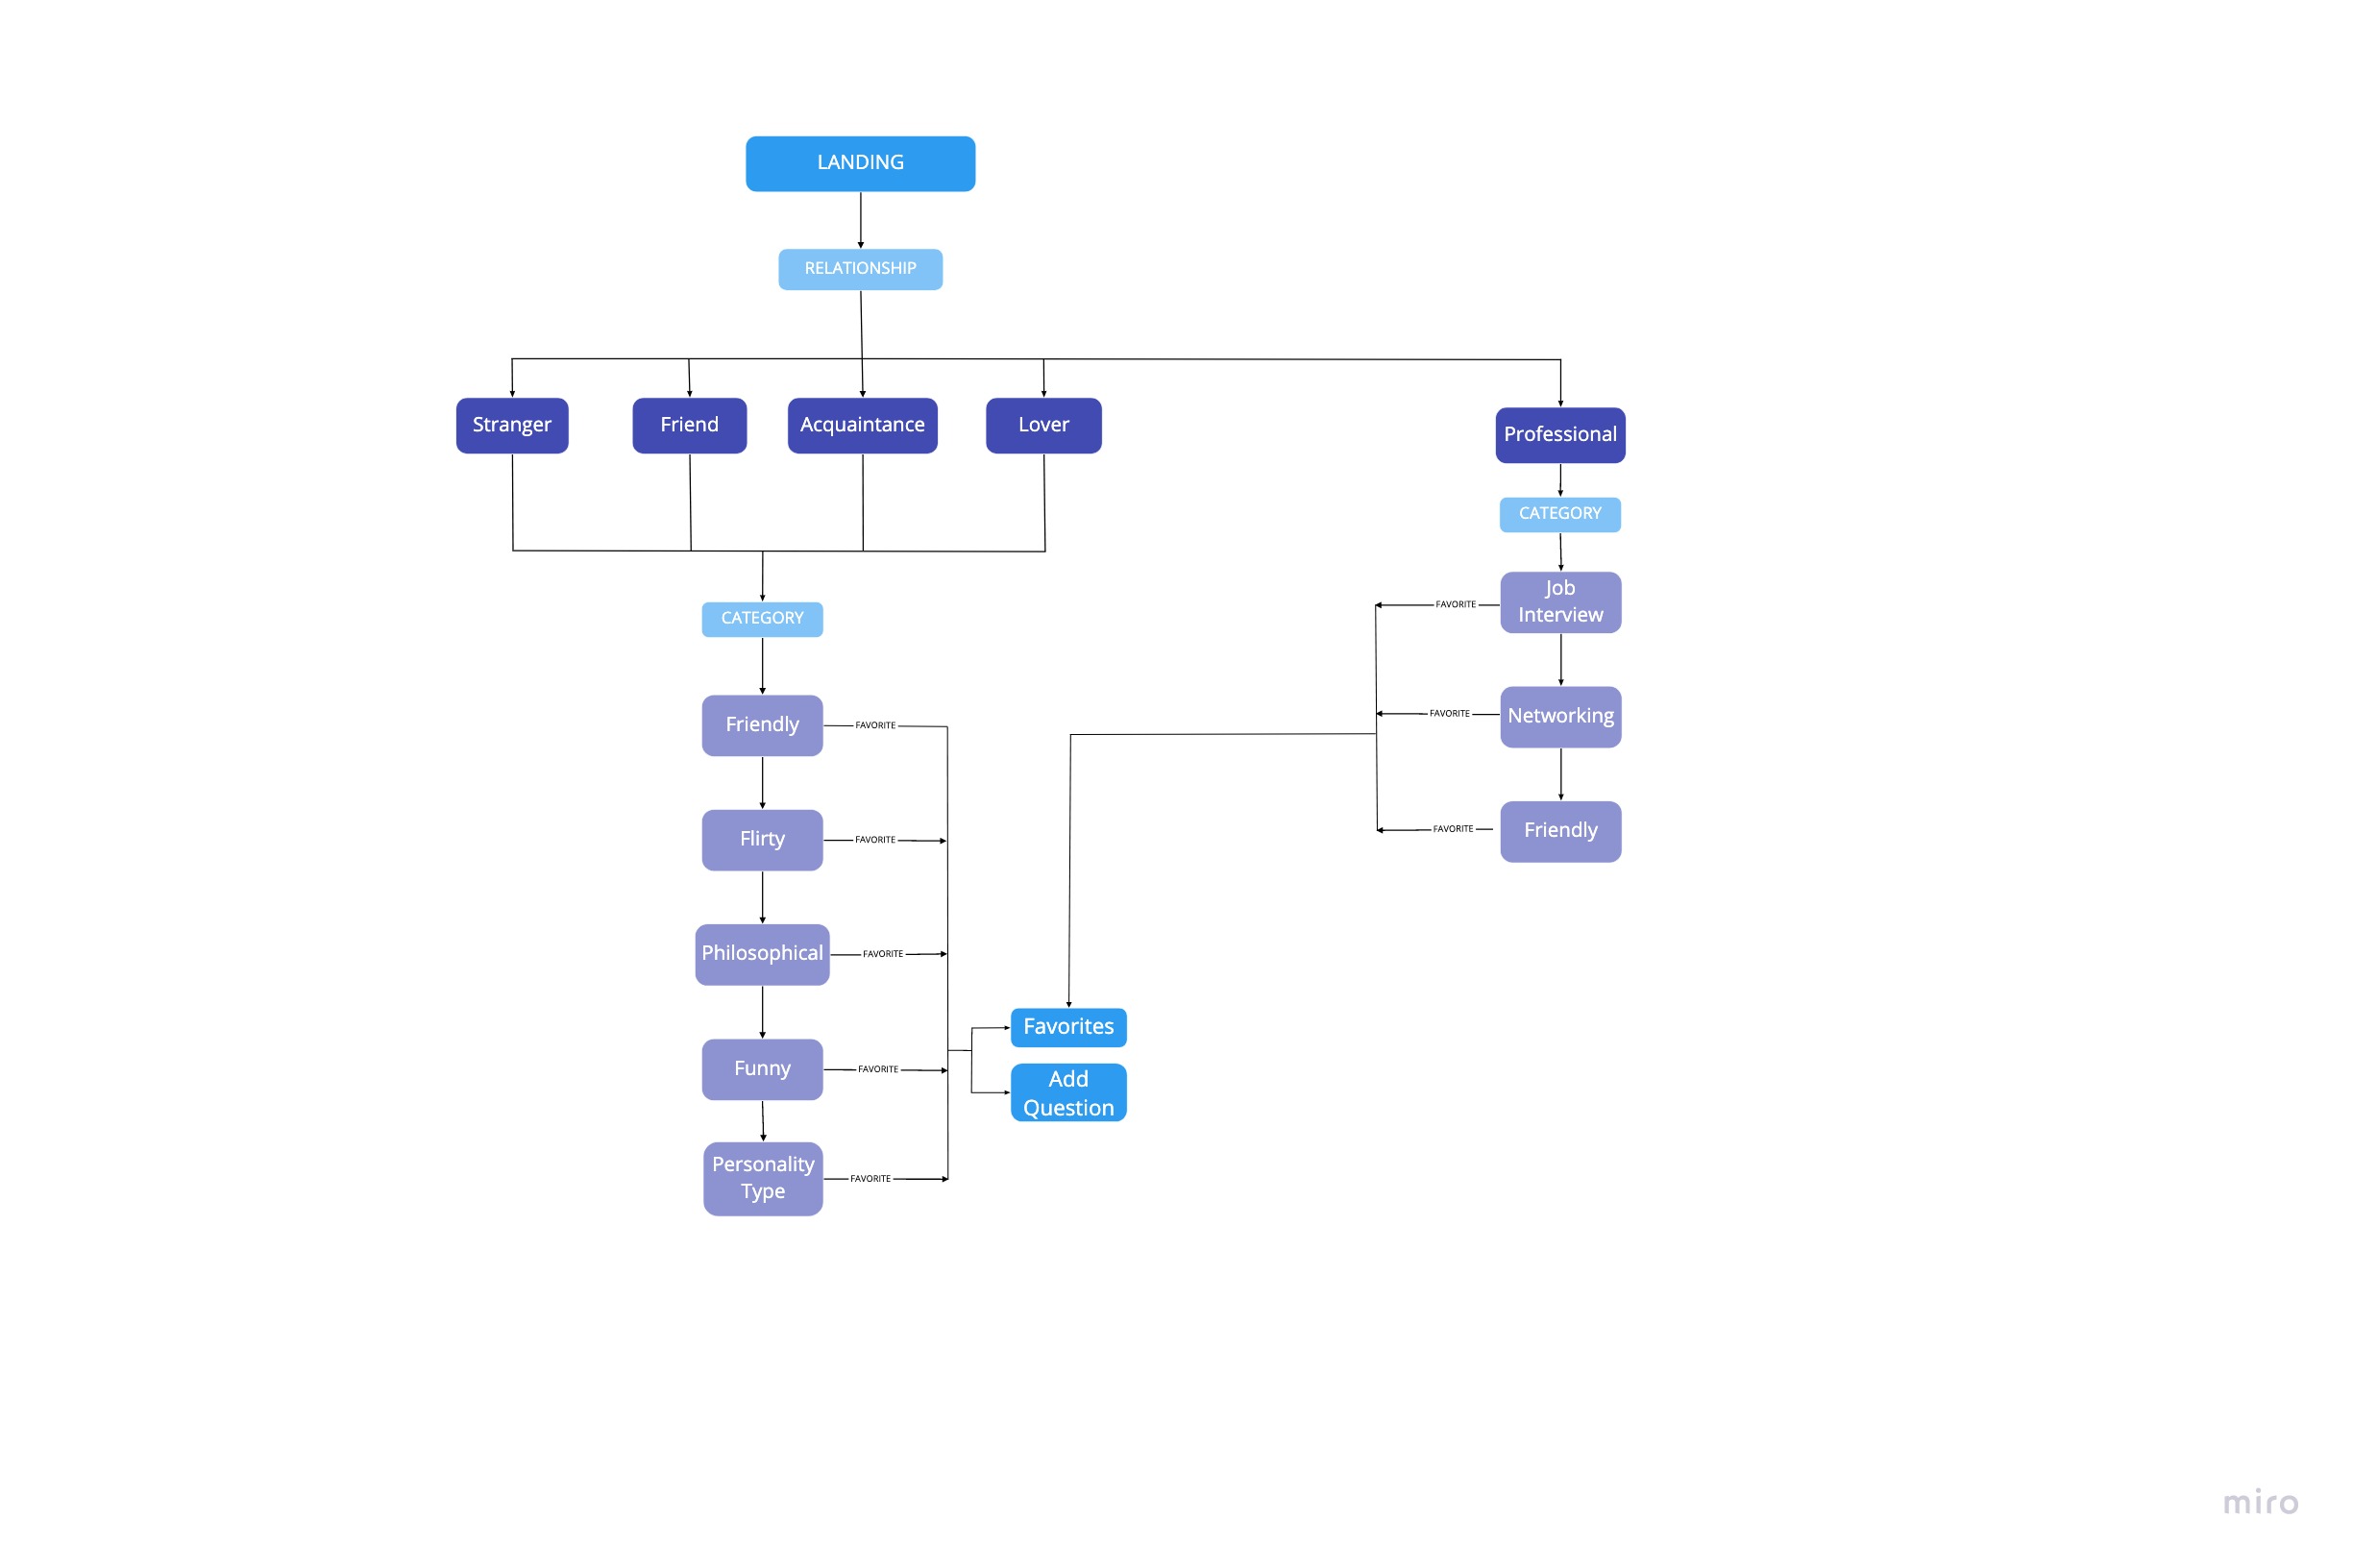 LANDING
RELATIONSHIP
Stranger
Friend
Acquaintance
Lover
Professional
CATEGORY
Job
Interview
FAVORITE
Networking
FAVORITE
Friendly
FAVORITE
CATEGORY
Friendly
FAVORITE
Flirty
FAVORITE
Philosophical
FAVORITE
Funny
FAVORITE
Personality
Type
FAVORITE
Favorites
Add
Question
miro